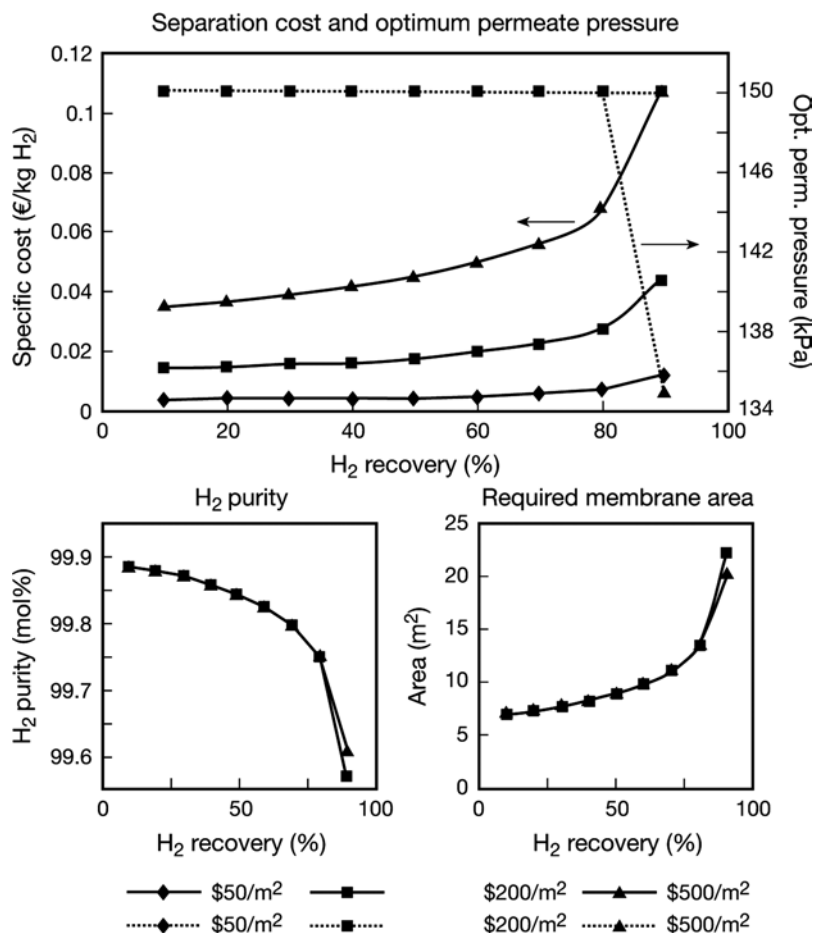 Separation cost and optimum permeate pressure
Specific cost (€/kg H2)
0.12
0.1
0.08
0.06
0.04
0.02
0
150
146
142
138
134
Opt. perm. pressure (kPa)
0 20 40 60 80 100
H2 recovery (%)
H2 purity
H2 purity (mol%)
99.9
99.8
99.7
99.6
0 50 100
H2 recovery (%)
Required membrane area
Area (m²)
25
20
15
10
5
0
0 50 100
H2 recovery (%)
$50/m² $200/m² $500/m²
$50/m² $200/m² $500/m²